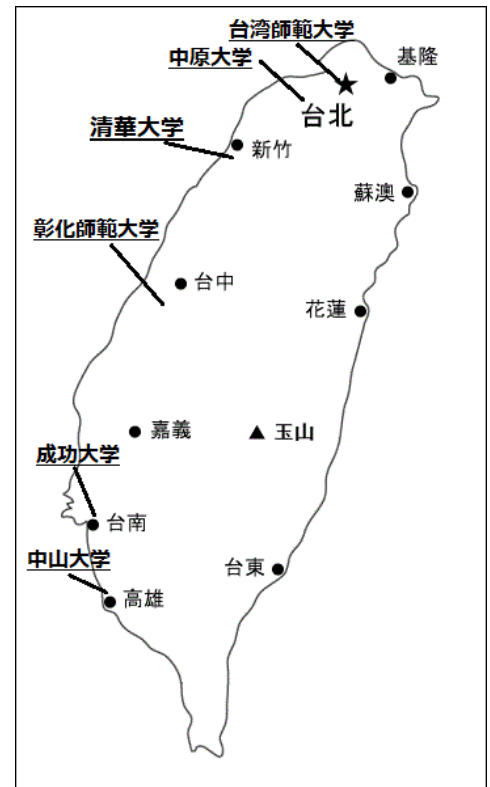 台湾師範大学
中原大学
基隆
台北
清華大学
新竹
蘇澳
彰化師範大学
台中
花蓮
嘉義
玉山
成功大学
台南
中山大学
台東
高雄